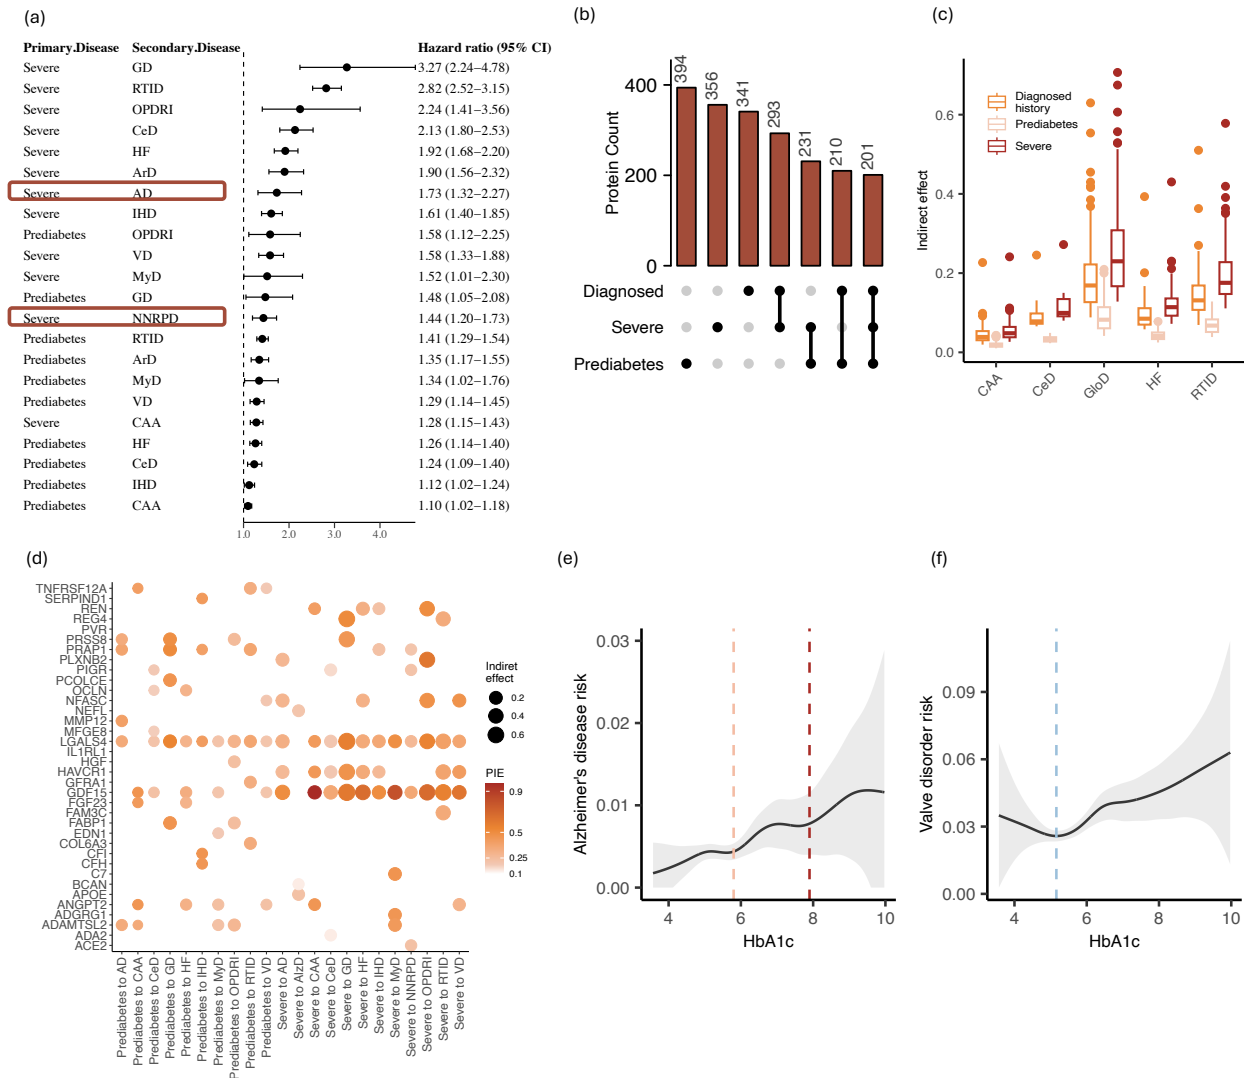 (a)
Primary.Disease Secondary.Disease Hazard ratio (95% CI)
Severe GD 3.27 (2.24−4.78)
Severe RTID 2.82 (2.52−3.15)
Severe OPDRI 2.24 (1.41−3.56)
Severe CeD 2.13 (1.80−2.53)
Severe HF 1.92 (1.68−2.20)
Severe ArD 1.90 (1.56−2.32)
Severe AD 1.73 (1.32−2.27)
Severe IHD 1.61 (1.40−1.85)
Prediabetes OPDRI 1.58 (1.12−2.25)
Severe VD 1.58 (1.33−1.88)
Severe MyD 1.52 (1.01−2.30)
Prediabetes GD 1.48 (1.05−2.08)
Severe NNRPD 1.44 (1.20−1.73)
Prediabetes RTID 1.41 (1.29−1.54)
Prediabetes ArD 1.35 (1.17−1.55)
Prediabetes MyD 1.34 (1.02−1.76)
Prediabetes VD 1.29 (1.14−1.45)
Severe CAA 1.28 (1.15−1.43)
Prediabetes HF 1.26 (1.14−1.40)
Prediabetes CeD 1.24 (1.09−1.40)
Prediabetes IHD 1.12 (1.02−1.24)
Prediabetes CAA 1.10 (1.02−1.18)
1.0 2.0 3.0 4.0
(b)
Protein Count
400
200
0
394 356 341 293 231 210 201
Diagnosed
Severe
Prediabetes
(c)
Indirect effect
0.6
0.4
0.2
0.0
Diagnosed
history
Prediabetes
Severe
CAA CeD GloD HF RTID
(d)
TNFRSF12A
SERPIND1
REN
REG4
PVR
PRSS8
PRAP1
PLXNB2
PIGR
PCOLCE
OCLN
NFASC
NEFL
MMP12
MFGE8
LGALS4
IL1RL1
HGF
HAVCR1
GFRA1
GDF15
FGF23
FAM3C
FABP1
EDN1
COL6A3
CFI
CFH
C7
BCAN
APOE
ANGPT2
ADGRG1
ADAMTSL2
ADA2
ACE2
Prediabetes to AD
Prediabetes to CAA
Prediabetes to CeD
Prediabetes to GD
Prediabetes to HF
Prediabetes to IHD
Prediabetes to MyD
Prediabetes to OPDRI
Prediabetes to RTID
Prediabetes to VD
Severe to AD
Severe to AlzD
Severe to CAA
Severe to CeD
Severe to GD
Severe to HF
Severe to IHD
Severe to MyD
Severe to NNRPD
Severe to OPDRI
Severe to RTID
Severe to VD
Indiret
effect
0.2
0.4
0.6
PIE
0.9
0.5
0.25
0.1
(e)
Alzheimer's disease risk
0.03
0.02
0.01
0.00
4 6 8 10
HbA1c
(f)
Valve disorder risk
0.09
0.06
0.03
0.00
4 6 8 10
HbA1c